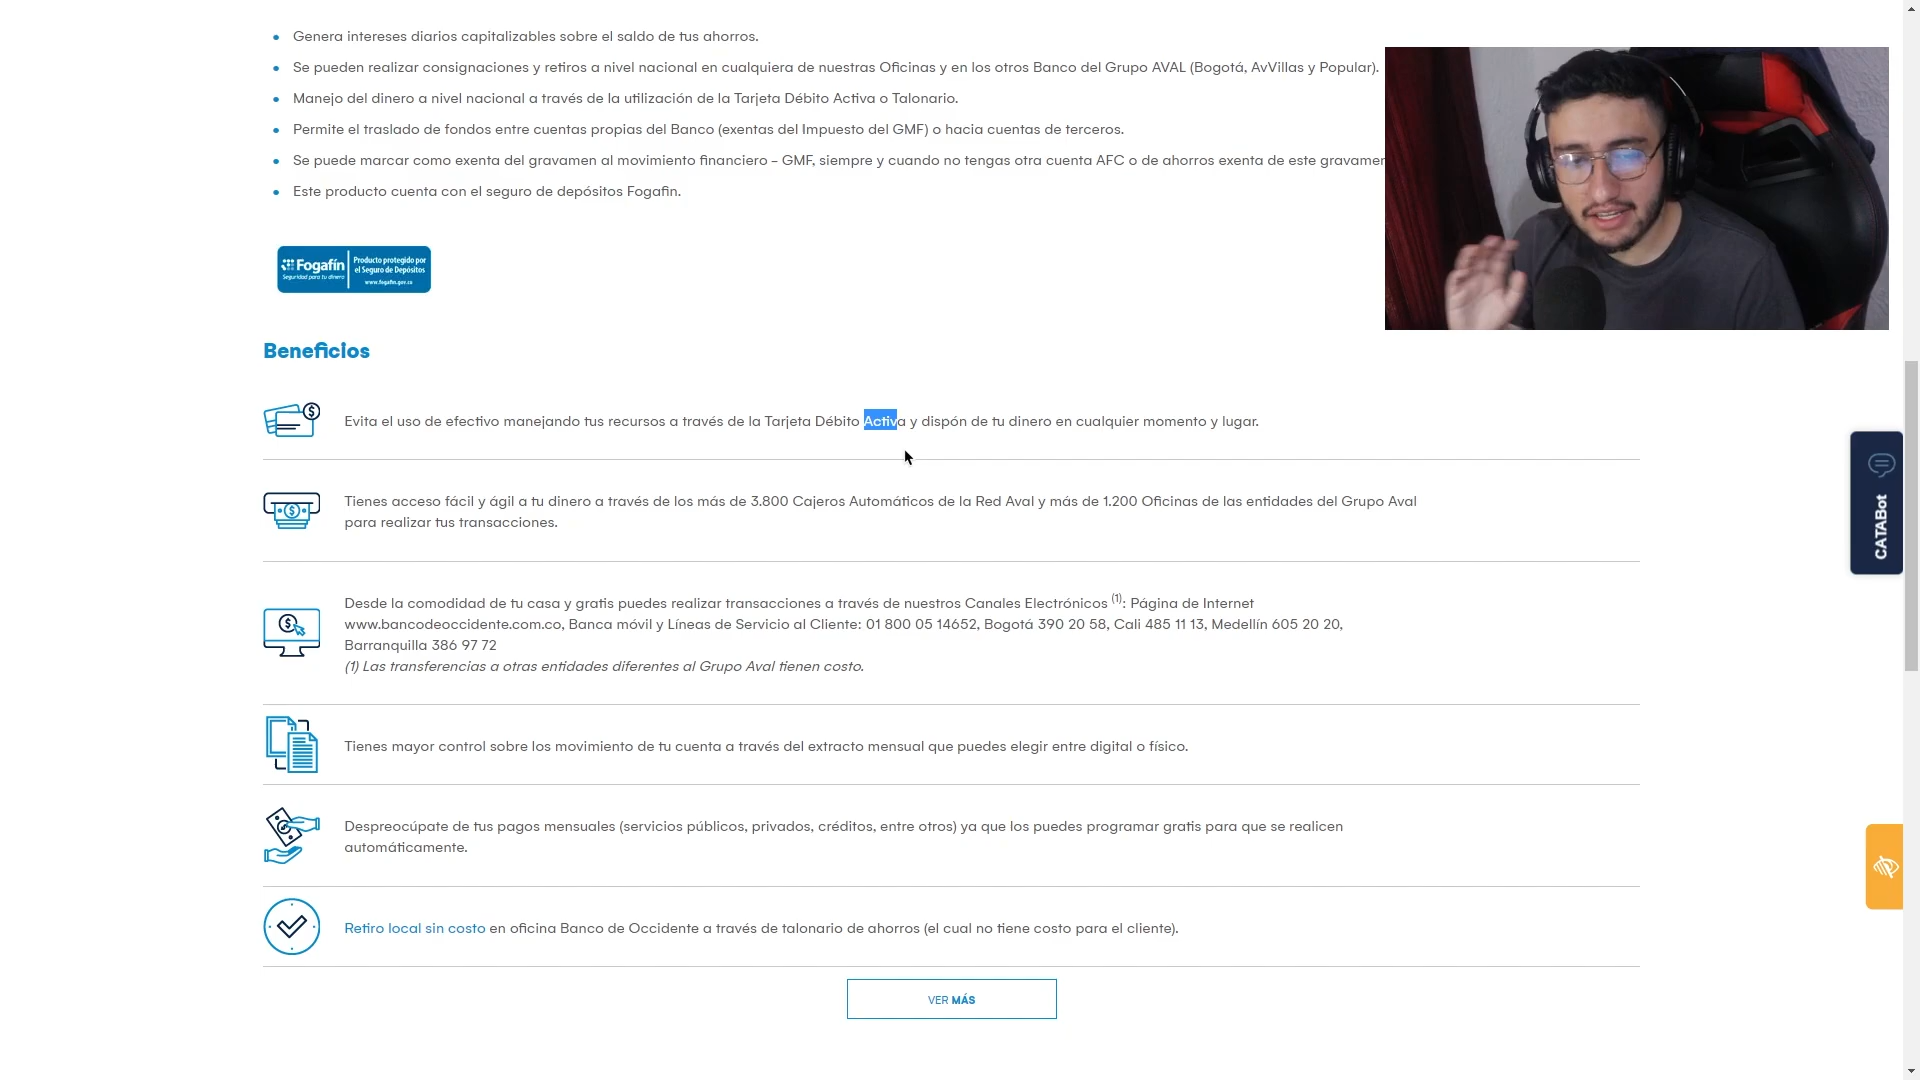 Genera intereses diarios capitalizables sobre el saldo de tus ahorros.
Se pueden realizar consignaciones y retiros a nivel nacional en cualquiera de nuestras Oficinas y en los otros Banco del Grupo AVAL (Bogotá, AvVillas y Popular).
Manejo del dinero a nivel nacional a través de la utilización de la Tarjeta Débito Activa o Talonario.
Permite el traslado de fondos entre cuentas propias del Banco (exentas del Impuesto del GMF) o hacia cuentas de terceros.
Se puede marcar como exenta del gravamen al movimiento financiero - GMF, siempre y cuando no tengas otra cuenta AFC o de ahorros exenta de este gravamen
Este producto cuenta con el seguro de depósitos Fogafin.
Fogafín
Seguridad para tu dinero
Producto protegido por
el Seguro de Depósitos
www.fogafin.gov.co
Beneficios
Evita el uso de efectivo manejando tus recursos a través de la Tarjeta Débito Activa y dispón de tu dinero en cualquier momento y lugar.
Tienes acceso fácil y ágil a tu dinero a través de los más de 3.800 Cajeros Automáticos de la Red Aval y más de 1.200 Oficinas de las entidades del Grupo Aval
para realizar tus transacciones.
Desde la comodidad de tu casa y gratis puedes realizar transacciones a través de nuestros Canales Electrónicos (1): Página de Internet
www.bancodeoccidente.com.co, Banca móvil y Líneas de Servicio al Cliente: 01 800 05 14652, Bogotá 390 20 58, Cali 485 11 13, Medellín 605 20 20,
Barranquilla 386 97 72
(1) Las transferencias a otras entidades diferentes al Grupo Aval tienen costo.
Tienes mayor control sobre los movimiento de tu cuenta a través del extracto mensual que puedes elegir entre digital o físico.
Despreocúpate de tus pagos mensuales (servicios públicos, privados, créditos, entre otros) ya que los puedes programar gratis para que se realicen
automáticamente.
Retiro local sin costo en oficina Banco de Occidente a través de talonario de ahorros (el cual no tiene costo para el cliente).
VER MÁS
CATABot